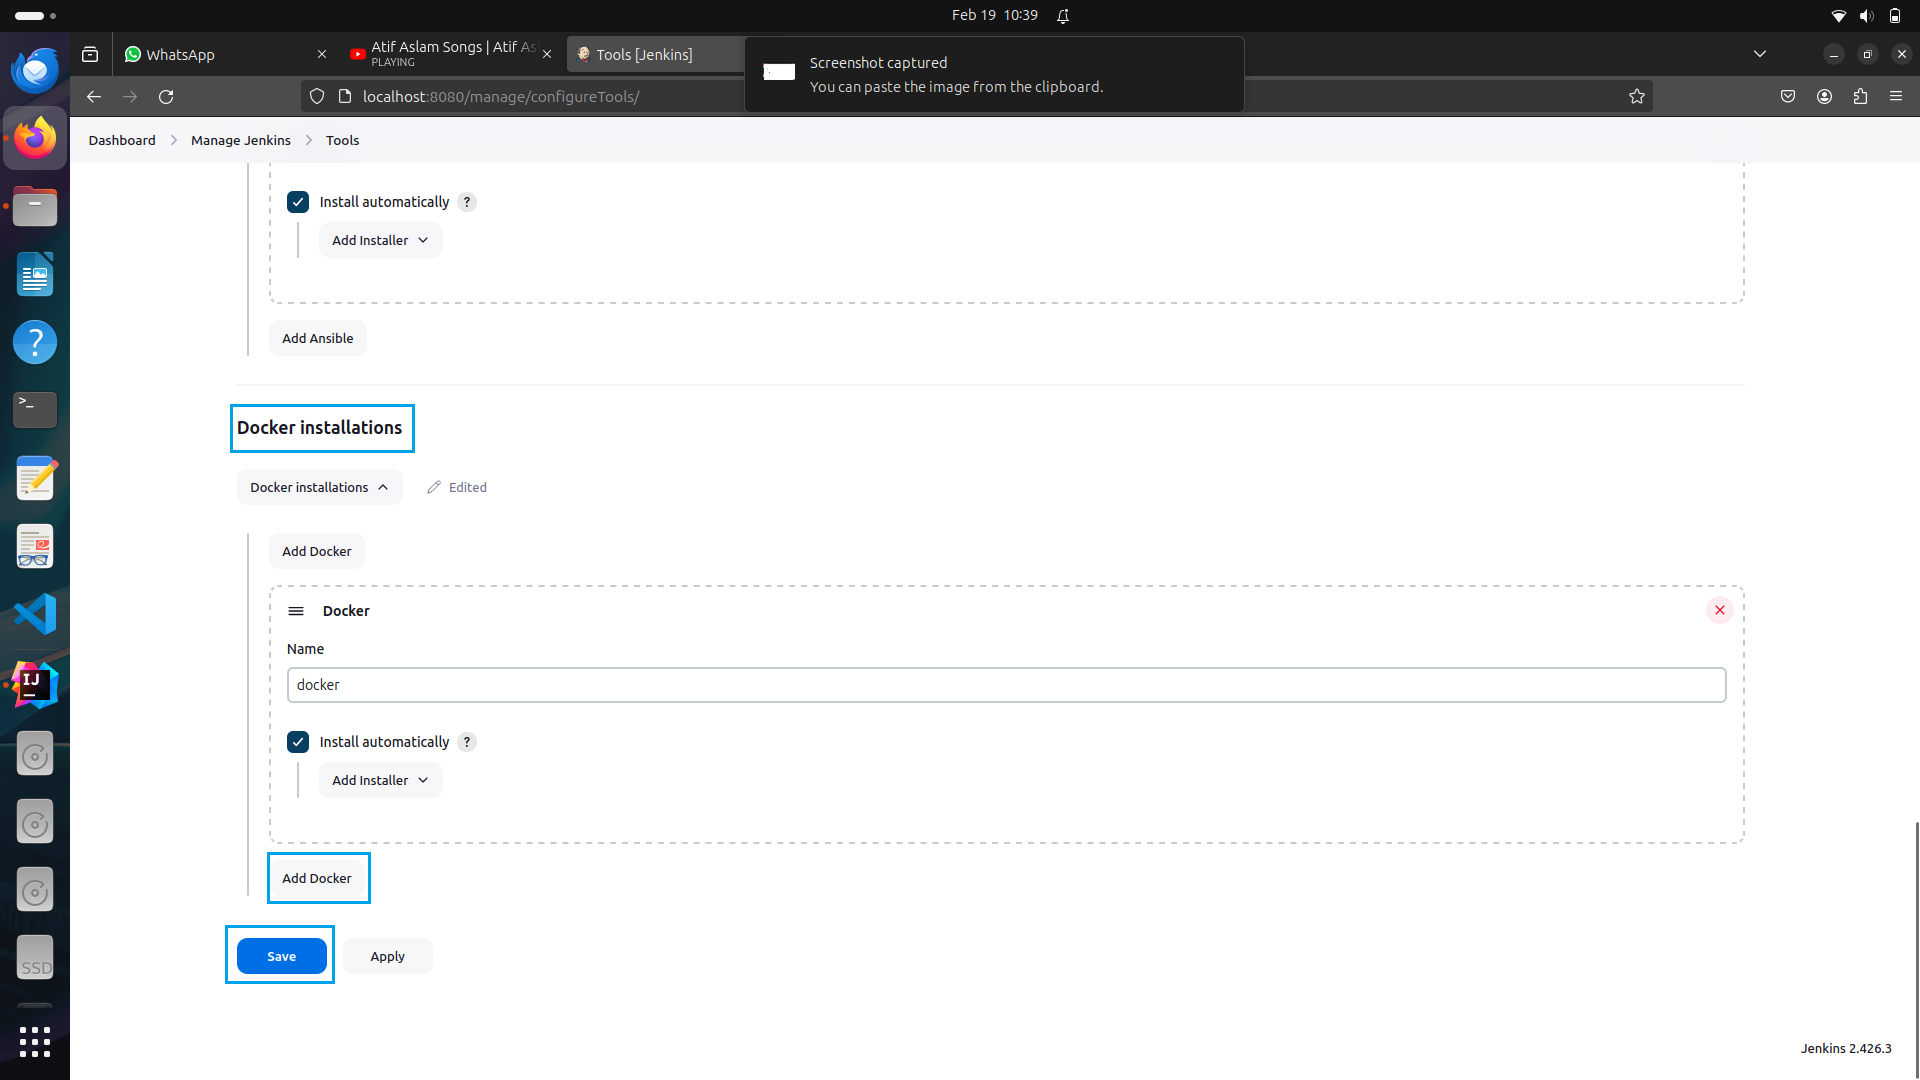 Feb 19 10:39
WhatsApp
Atif Aslam Songs | Atif As
PLAYING
Tools [Jenkins]
Screenshot captured
You can paste the image from the clipboard.
localhost:8080/manage/configureTools/
Dashboard
Manage Jenkins
Tools
Install automatically ?
Add Installer
Add Ansible
Docker installations
Docker installations
Edited
Add Docker
Docker
Name
docker
Install automatically ?
Add Installer
Add Docker
Save
Apply
Jenkins 2.426.3
?
>_
IJ
SSD